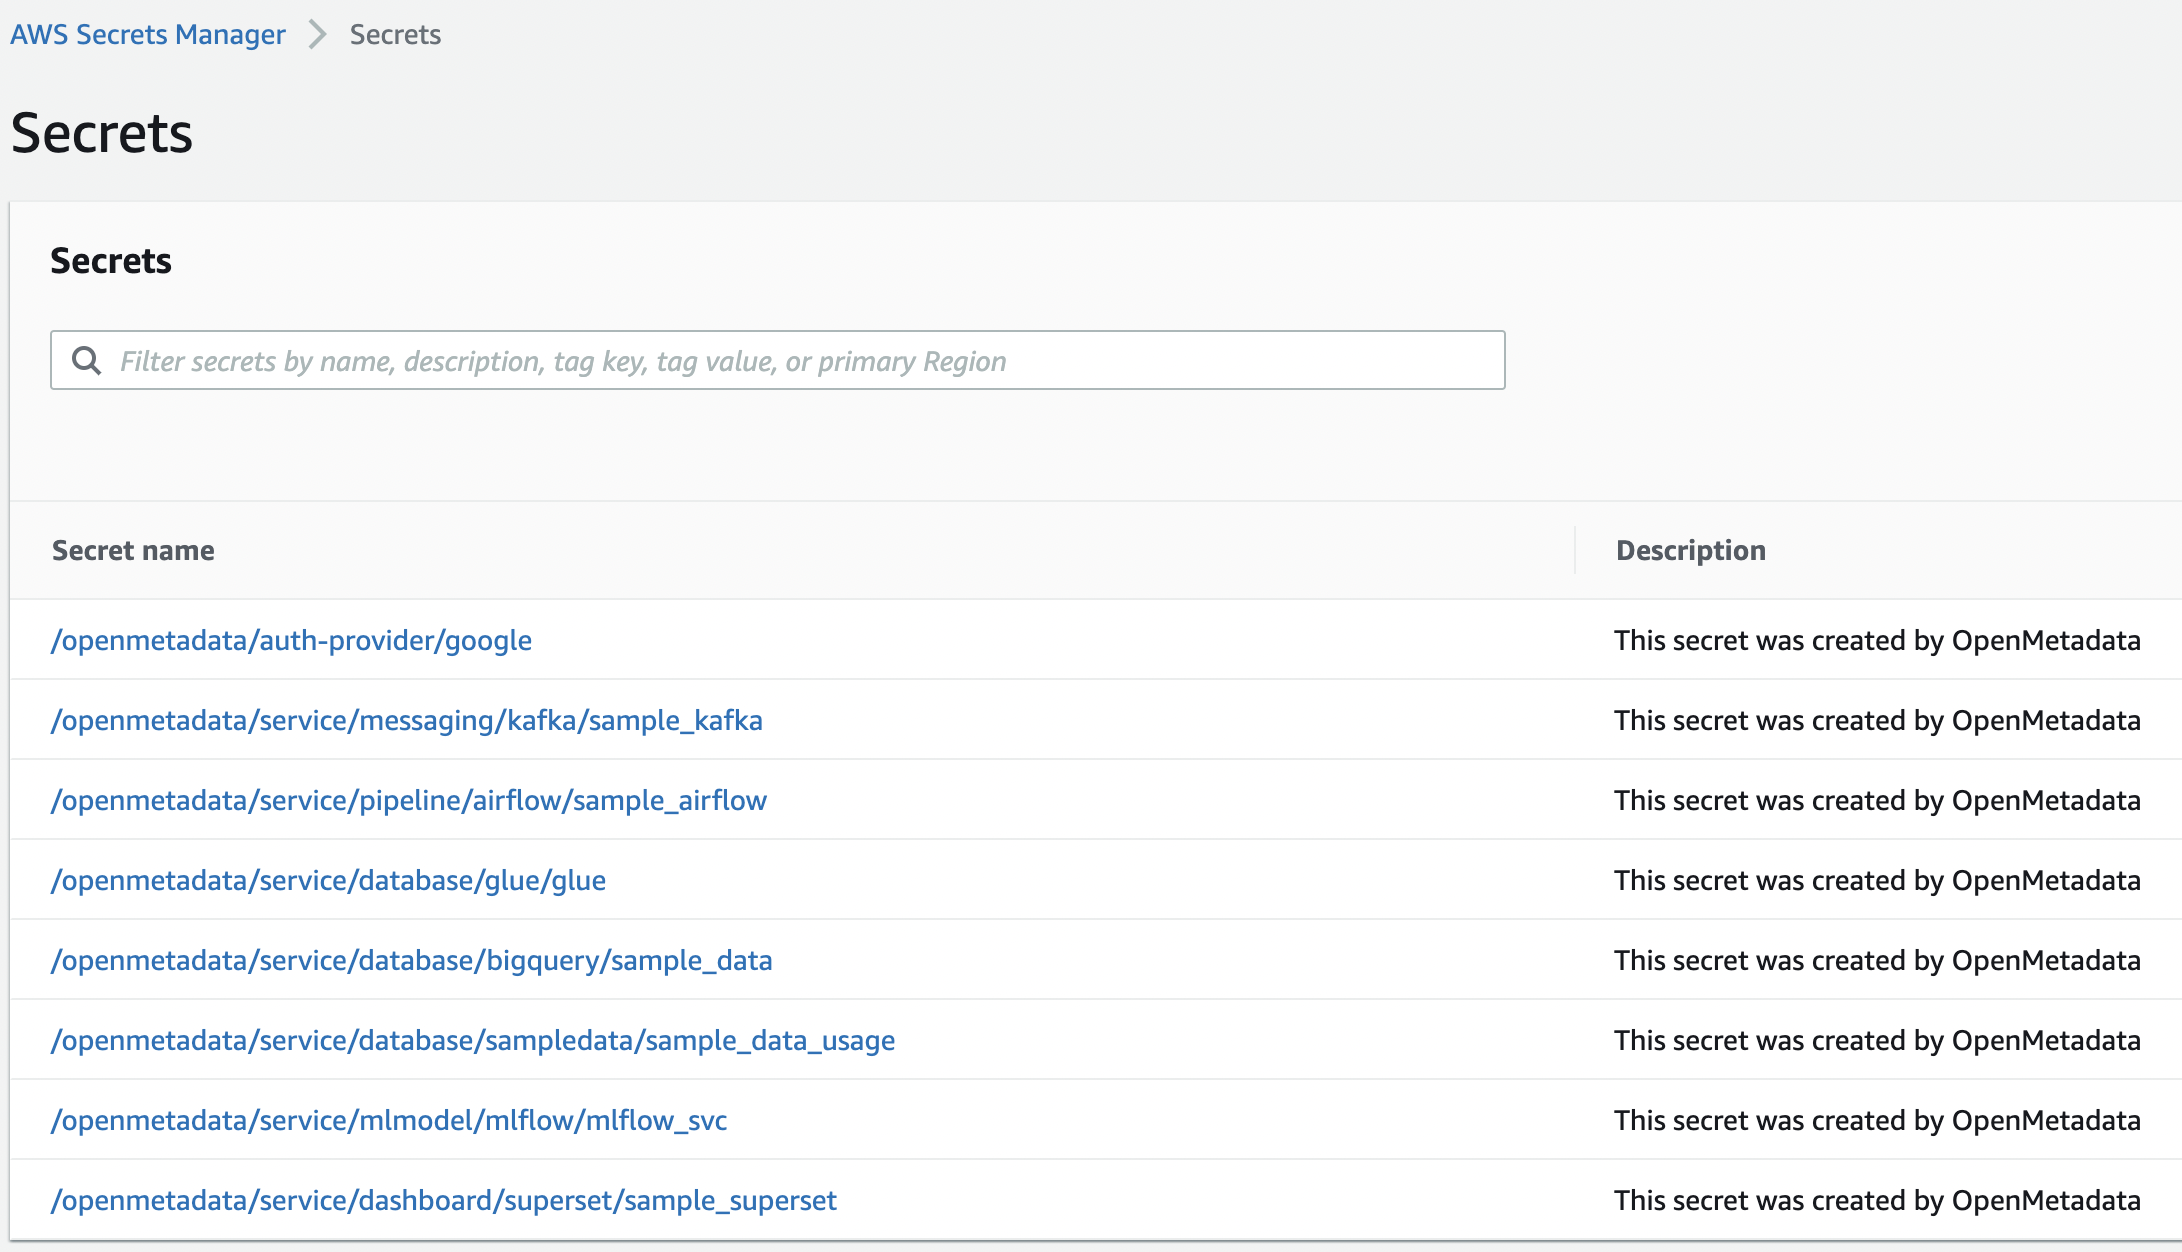 AWS Secrets Manager > Secrets
Secrets
Secrets
Filter secrets by name, description, tag key, tag value, or primary Region
Secret name Description
/openmetadata/auth-provider/google This secret was created by OpenMetadata
/openmetadata/service/messaging/kafka/sample_kafka This secret was created by OpenMetadata
/openmetadata/service/pipeline/airflow/sample_airflow This secret was created by OpenMetadata
/openmetadata/service/database/glue/glue This secret was created by OpenMetadata
/openmetadata/service/database/bigquery/sample_data This secret was created by OpenMetadata
/openmetadata/service/database/sampledata/sample_data_usage This secret was created by OpenMetadata
/openmetadata/service/mlmodel/mlflow/mlflow_svc This secret was created by OpenMetadata
/openmetadata/service/dashboard/superset/sample_superset This secret was created by OpenMetadata